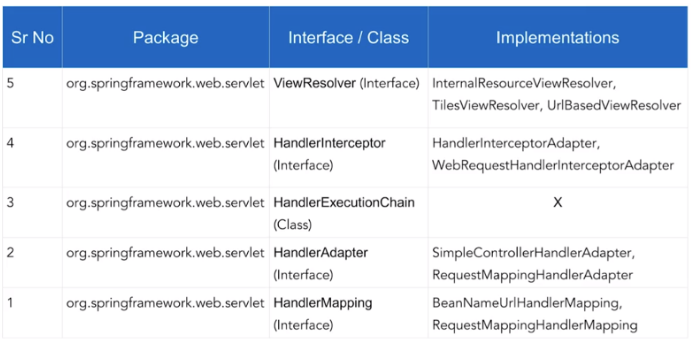 Sr No Package Interface / Class Implementations
5 org.springframework.web.servlet ViewResolver (Interface) InternalResourceViewResolver,
TilesViewResolver, UrlBasedViewResolver
4 org.springframework.web.servlet HandlerInterceptor HandlerInterceptorAdapter,
(Interface) WebRequestHandlerInterceptorAdapter
3 org.springframework.web.servlet HandlerExecutionChain X
(Class)
2 org.springframework.web.servlet HandlerAdapter SimpleControllerHandlerAdapter,
(Interface) RequestMappingHandlerAdapter
1 org.springframework.web.servlet HandlerMapping BeanNameUrlHandlerMapping,
(Interface) RequestMappingHandlerMapping